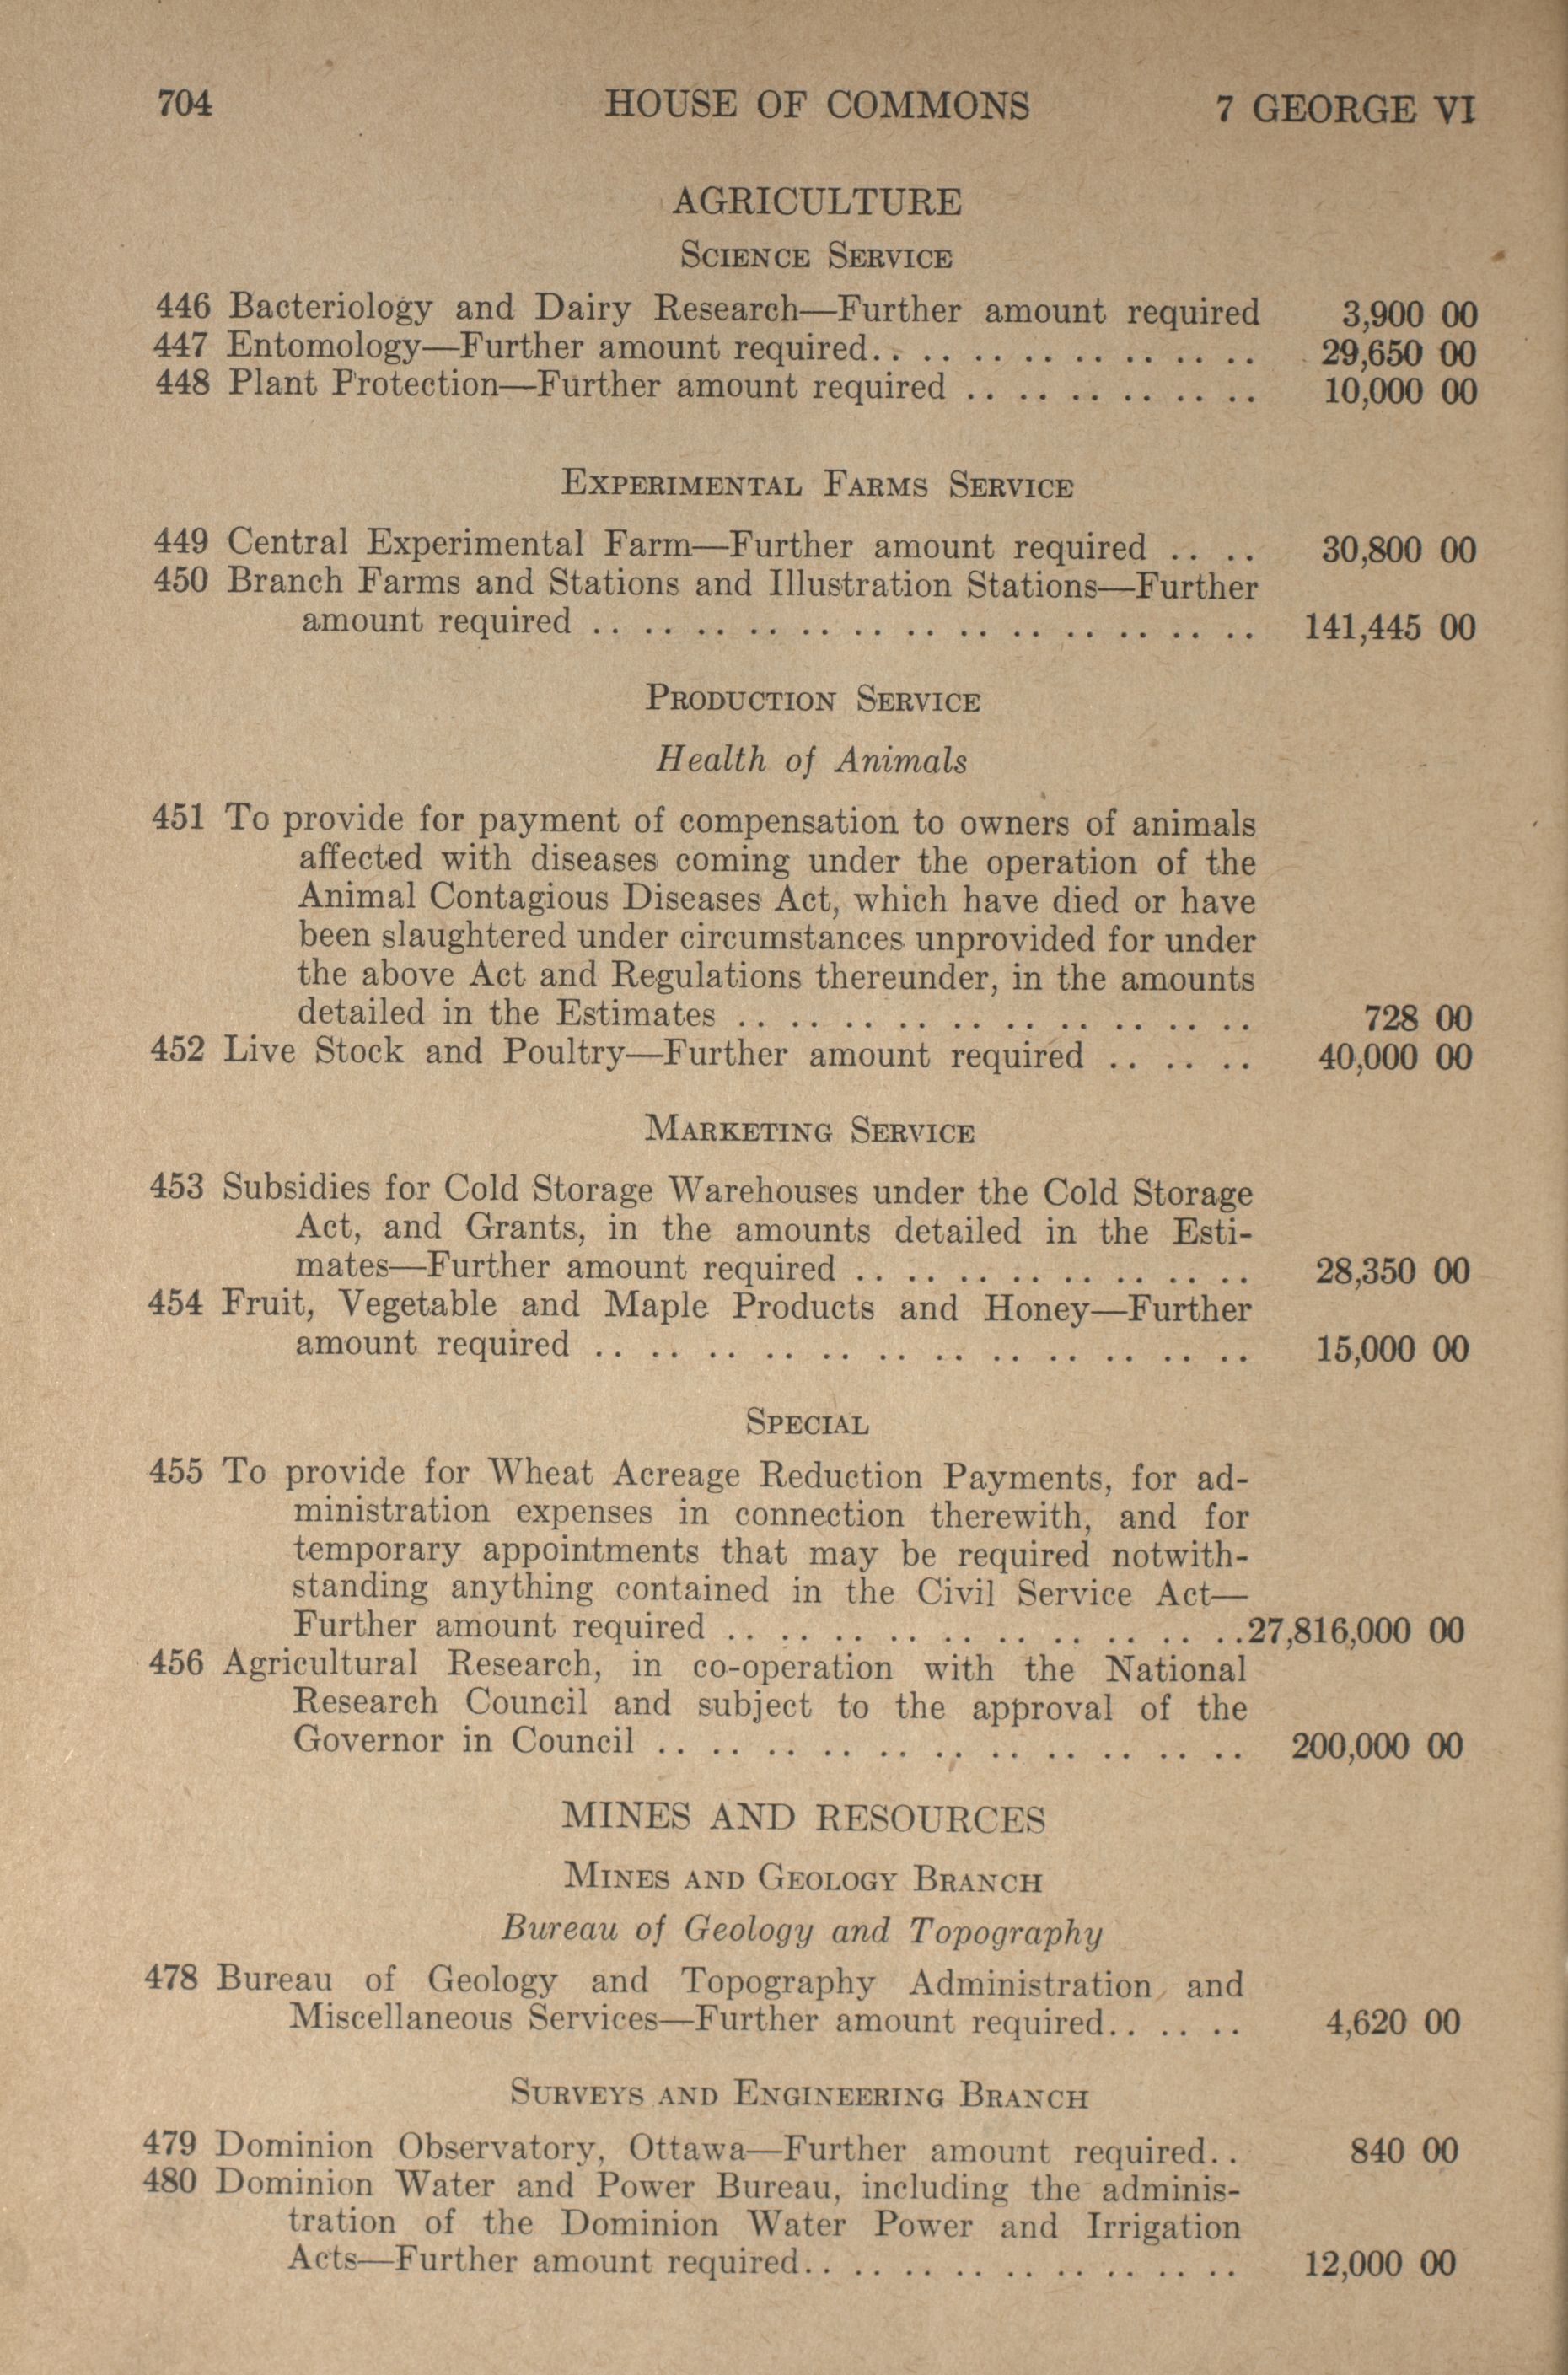 704 HOUSE OF COMMONS 7 GEORGE VI
AGRICULTURE
SCIENCE SERVICE
446 Bacteriology and Dairy Research—Further amount required 3,900 00
447 Entomology—Further amount required. . . . . . . . . . . . . . . . 29,650 00
448 Plant Protection—Further amount required . . . . . . . . . . . . 10,000 00
EXPERIMENTAL FARMS SERVICE
449 Central Experimental Farm—Further amount required . . . . 30,800 00
450 Branch Farms and Stations and Illustration Stations—Further
amount required . . . . . . . . . . . . . . . . . . . . . . . . . . 141,445 00
PRODUCTION SERVICE
Health of Animals
451 To provide for payment of compensation to owners of animals
affected with diseases coming under the operation of the
Animal Contagious Diseases Act, which have died or have
been slaughtered under circumstances unprovided for under
the above Act and Regulations thereunder, in the amounts
detailed in the Estimates . . . . . . . . . . . . . . . . . . . . 728 00
452 Live Stock and Poultry—Further amount required . . . . . . 40,000 00
MARKETING SERVICE
453 Subsidies for Cold Storage Warehouses under the Cold Storage
Act, and Grants, in the amounts detailed in the Esti-
mates—Further amount required . . . . . . . . . . . . . . . . 28,350 00
454 Fruit, Vegetable and Maple Products and Honey—Further
amount required . . . . . . . . . . . . . . . . . . . . . . . . 15,000 00
SPECIAL
455 To provide for Wheat Acreage Reduction Payments, for ad-
ministration expenses in connection therewith, and for
temporary appointments that may be required notwith-
standing anything contained in the Civil Service Act—
Further amount required . . . . . . . . . . . . . . . . . . . .27,816,000 00
456 Agricultural Research, in co-operation with the National
Research Council and subject to the approval of the
Governor in Council . . . . . . . . . . . . . . . . . . . . . . 200,000 00
MINES AND RESOURCES
MINES AND GEOLOGY BRANCH
Bureau of Geology and Topography
478 Bureau of Geology and Topography Administration and
Miscellaneous Services—Further amount required. . . . . . 4,620 00
SURVEYS AND ENGINEERING BRANCH
479 Dominion Observatory, Ottawa—Further amount required. . 840 00
480 Dominion Water and Power Bureau, including the adminis-
tration of the Dominion Water Power and Irrigation
Acts—Further amount required. . . . . . . . . . . . . . . . . . 12,000 00